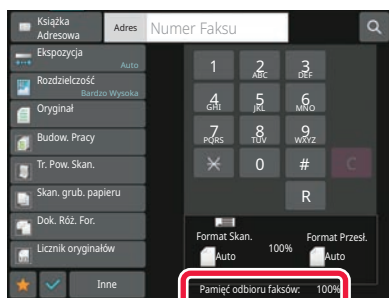 Książka
Adresowa
Adres
Numer Faksu
Ekspozycja
Auto
Rozdzielczość
Bardzo Wysoka
Oryginał
Budow. Pracy
Tr. Pow. Skan.
Skan. grub. papieru
Dok. Róż. For.
Licznik oryginałów
Inne
1
2 ABC
3 DEF
4 GHI
5 JKL
6 MNO
7 PQRS
8 TUV
9 WXYZ
0
#
C
R
Format Skan.
Auto
100%
Format Przesł.
Auto
Pamięć odbioru faksów: 100%